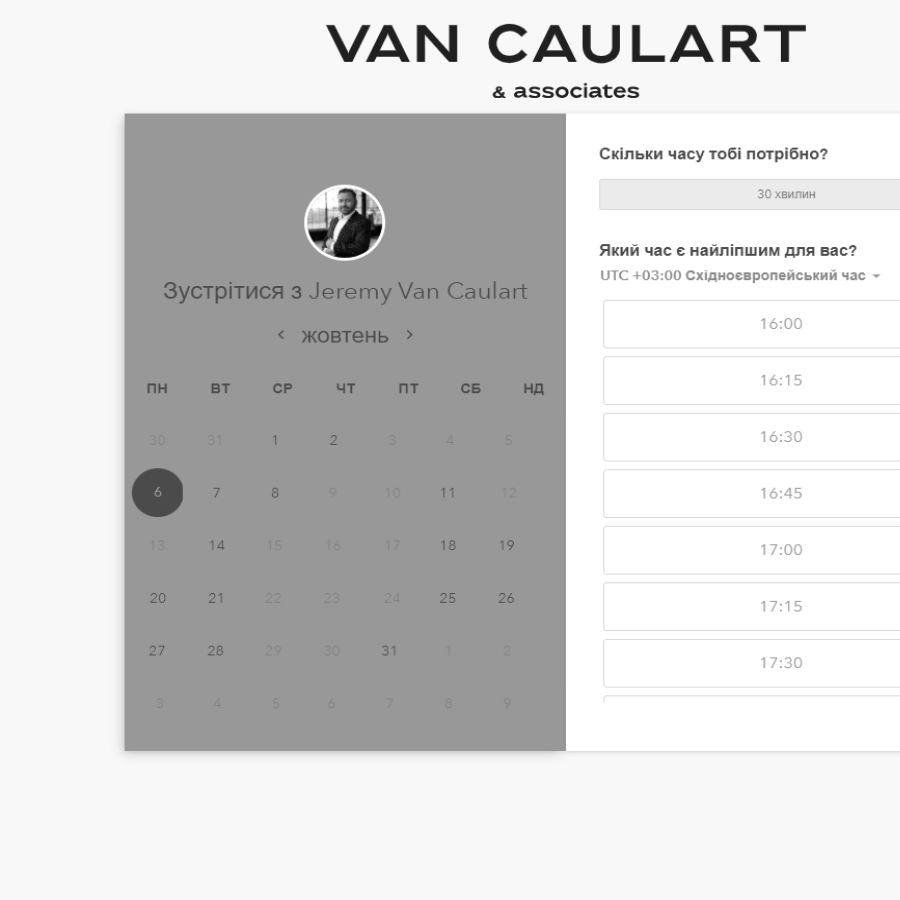 VAN CAULART
& associates
Зустрітися з Jeremy Van Caulart
жовтень
ПН ВТ СР ЧТ ПТ СБ НД
30 31 1 2 3 4 5
6 7 8 9 10 11 12
13 14 15 16 17 18 19
20 21 22 23 24 25 26
27 28 29 30 31 1 2
3 4 5 6 7 8 9
Скільки часу тобі потрібно?
30 хвилин
Який час є найліпшим для вас?
UTC +03:00 Східноєвропейський час
16:00
16:15
16:30
16:45
17:00
17:15
17:30